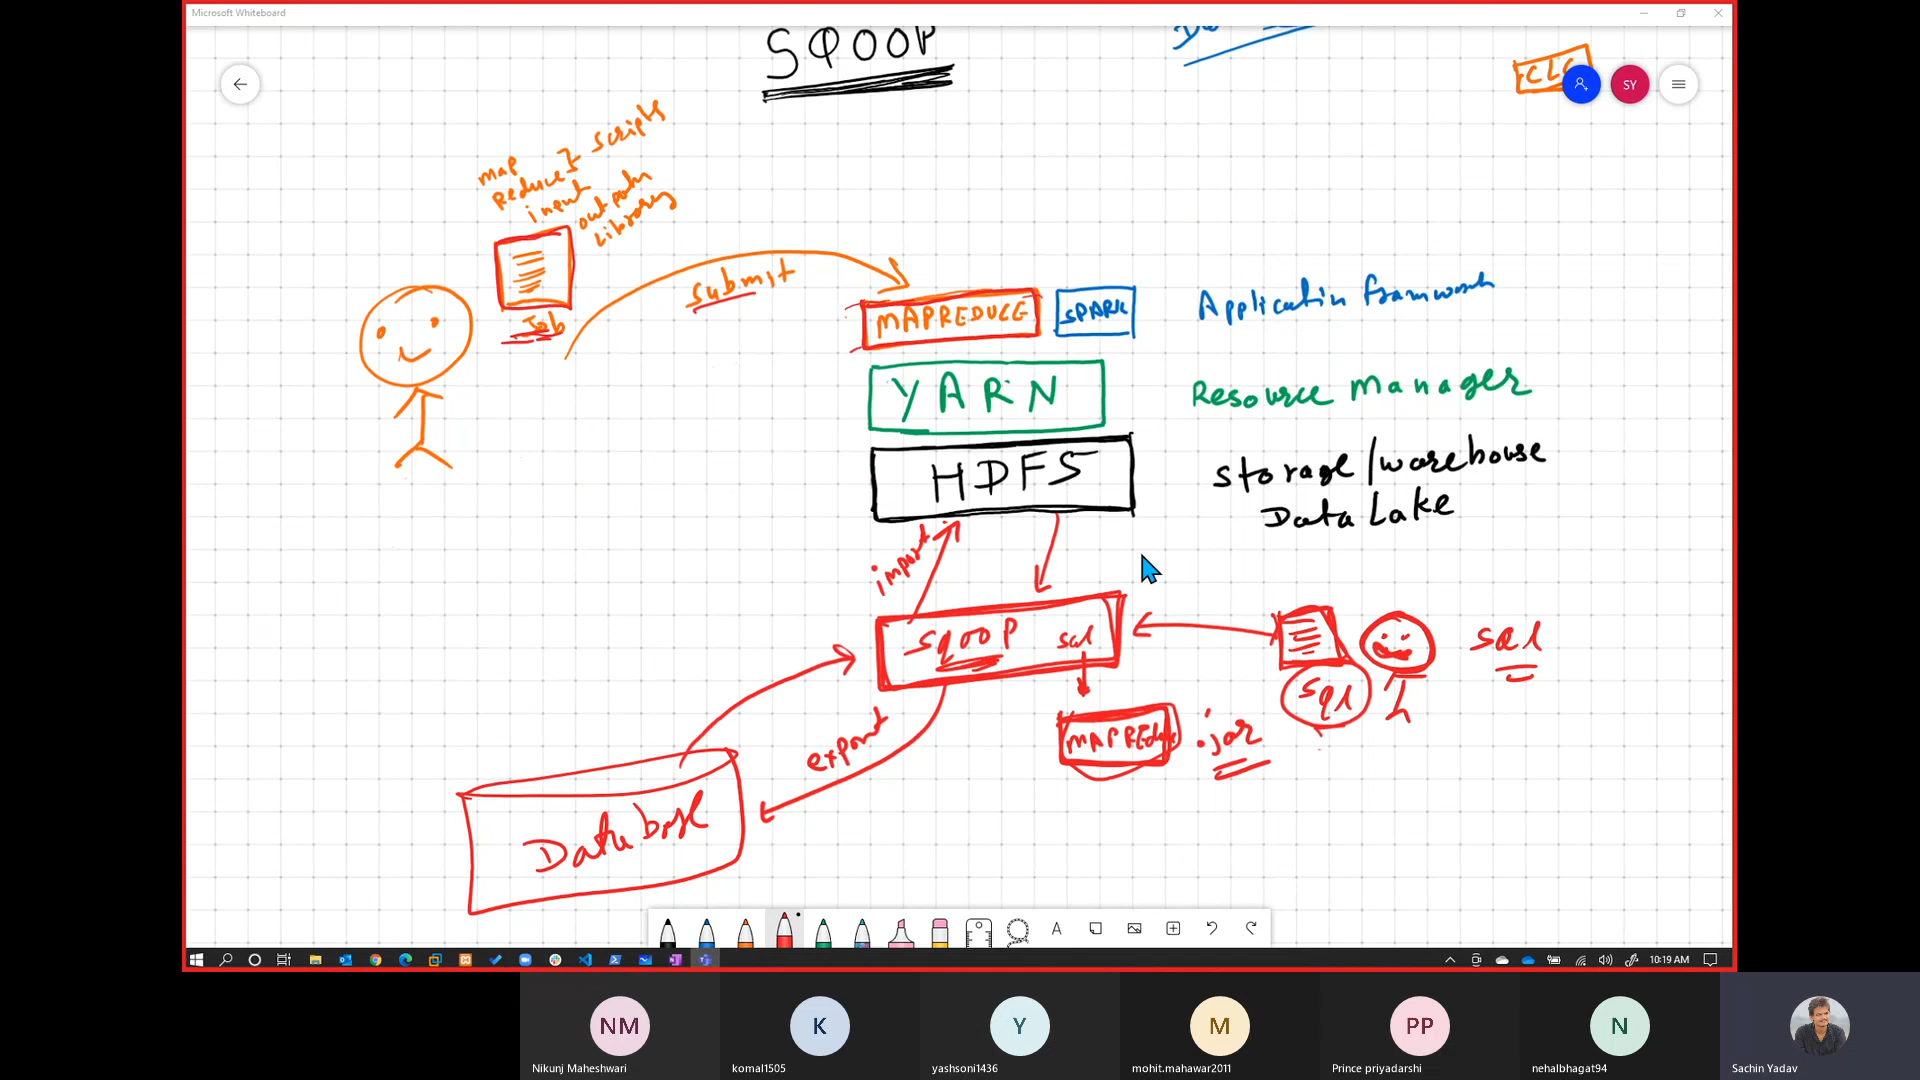 Microsoft Whiteboard
SQOOP
CLC
SY
map
Reduce } scripts
input
output
Library
Job
submit
MAPREDUCE
SPARK
Application framework
YARN
Resource Manager
HDFS
Storage/warehouse
Data Lake
import
SQOOP sql
sql
sql
MAPREduce
.jar
export
Database
A
10:19 AM
NM
K
Y
M
PP
N
Nikunj Maheshwari
komal1505
yashsoni1436
mohit.mahawar2011
Prince priyadarshi
nehalbhagat94
Sachin Yadav